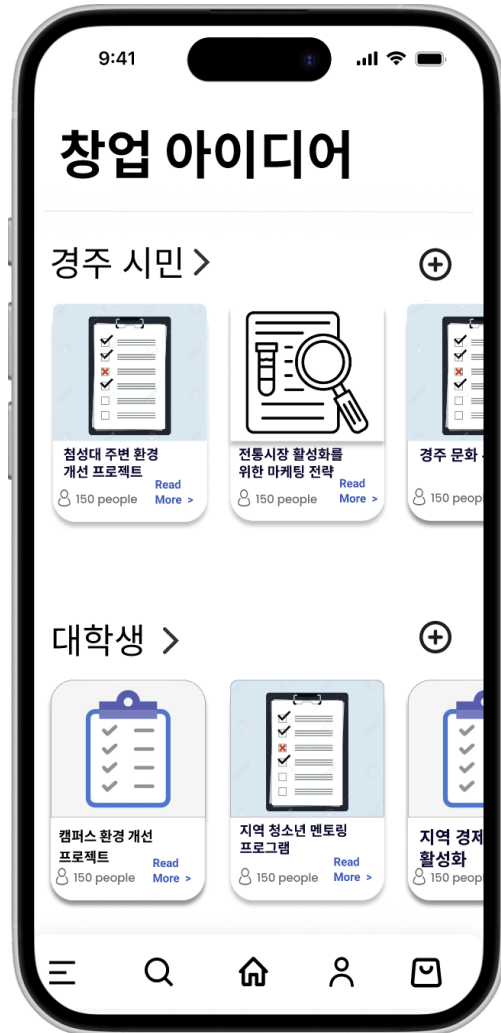 9:41
창업 아이디어
경주 시민 >
첨성대 주변 환경
개선 프로젝트
150 people
Read
More >
전통시장 활성화를
위한 마케팅 전략
150 people
Read
More >
경주 문화
150 peop
대학생 >
캠퍼스 환경 개선
프로젝트
150 people
Read
More >
지역 청소년 멘토링
프로그램
150 people
Read
More >
지역 경제
활성화
150 peop